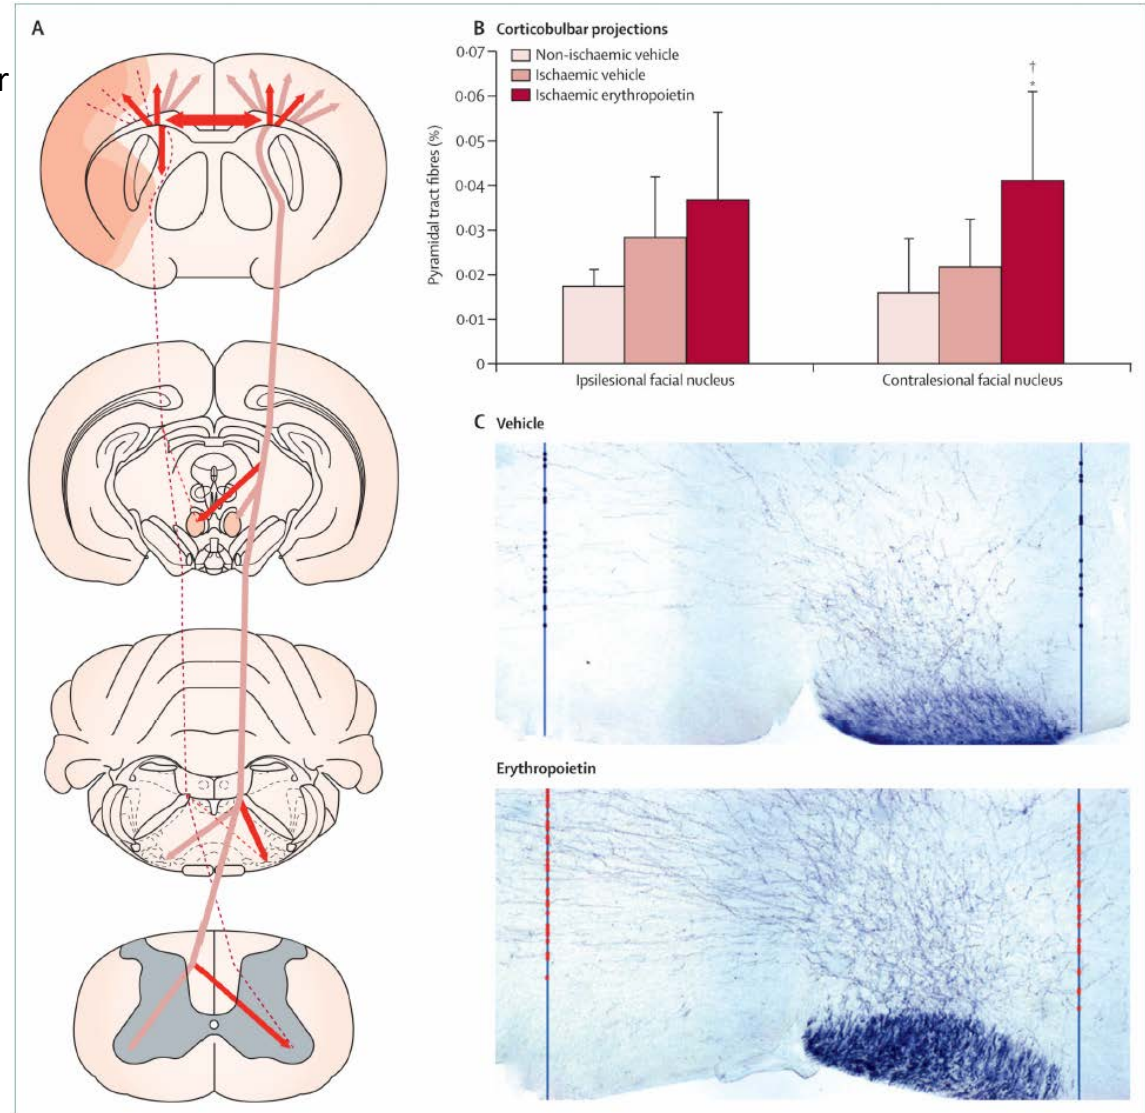 r
A
B Corticobulbar projections
0·07
0·06
0·05
0·04
0·03
0·02
0·01
0
Pyramidal tract fibres (%)
Non-ischaemic vehicle
Ischaemic vehicle
Ischaemic erythropoietin
†
*
Ipsilesional facial nucleus
Contralesional facial nucleus
C Vehicle
Erythropoietin